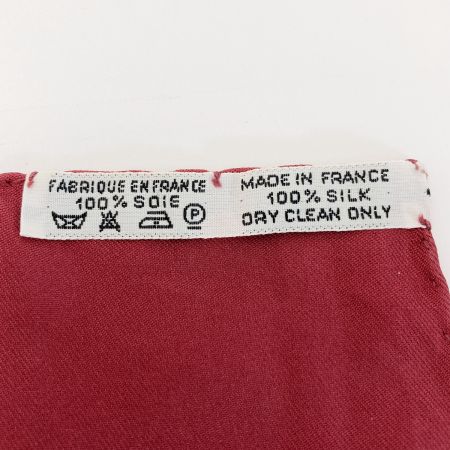 FABRIQUE EN FRANCE
100% SOIE
P
MADE IN FRANCE
100% SILK
DRY CLEAN ONLY